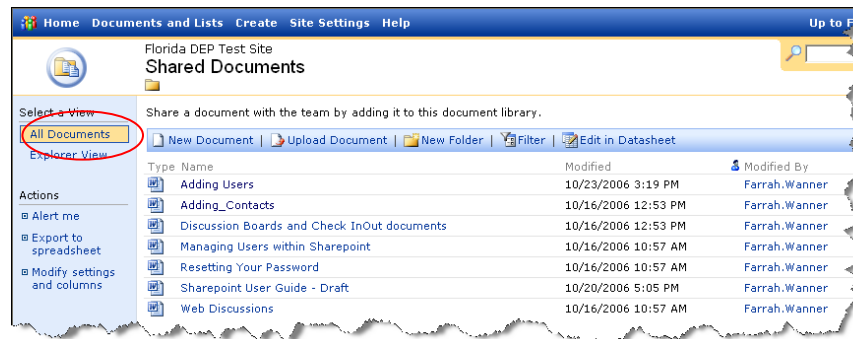 Home Documents and Lists Create Site Settings Help Up to
Florida DEP Test Site
Shared Documents
Select a View
All Documents
Explorer View
Actions
Alert me
Export to
spreadsheet
Modify settings
and columns
Share a document with the team by adding it to this document library.
New Document | Upload Document | New Folder | Filter | Edit in Datasheet
Type Name Modified Modified By
Adding Users 10/23/2006 3:19 PM Farrah.Wanner
Adding_Contacts 10/16/2006 12:53 PM Farrah.Wanner
Discussion Boards and Check InOut documents 10/16/2006 12:53 PM Farrah.Wanner
Managing Users within Sharepoint 10/16/2006 10:57 AM Farrah.Wanner
Resetting Your Password 10/16/2006 10:57 AM Farrah.Wanner
Sharepoint User Guide - Draft 10/20/2006 5:05 PM Farrah.Wanner
Web Discussions 10/16/2006 10:57 AM Farrah.Wanner